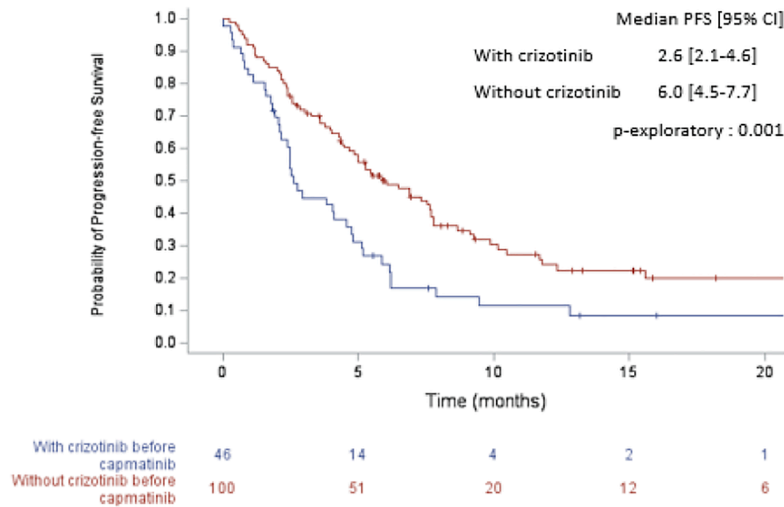 Median PFS [95% CI]
With crizotinib 2.6 [2.1-4.6]
Without crizotinib 6.0 [4.5-7.7]
p-exploratory : 0.001
Probability of Progression-free Survival
1.0
0.9
0.8
0.7
0.6
0.5
0.4
0.3
0.2
0.1
0.0
0 5 10 15 20
Time (months)
With crizotinib before
capmatinib
46 14 4 2 1
Without crizotinib before
capmatinib
100 51 20 12 6